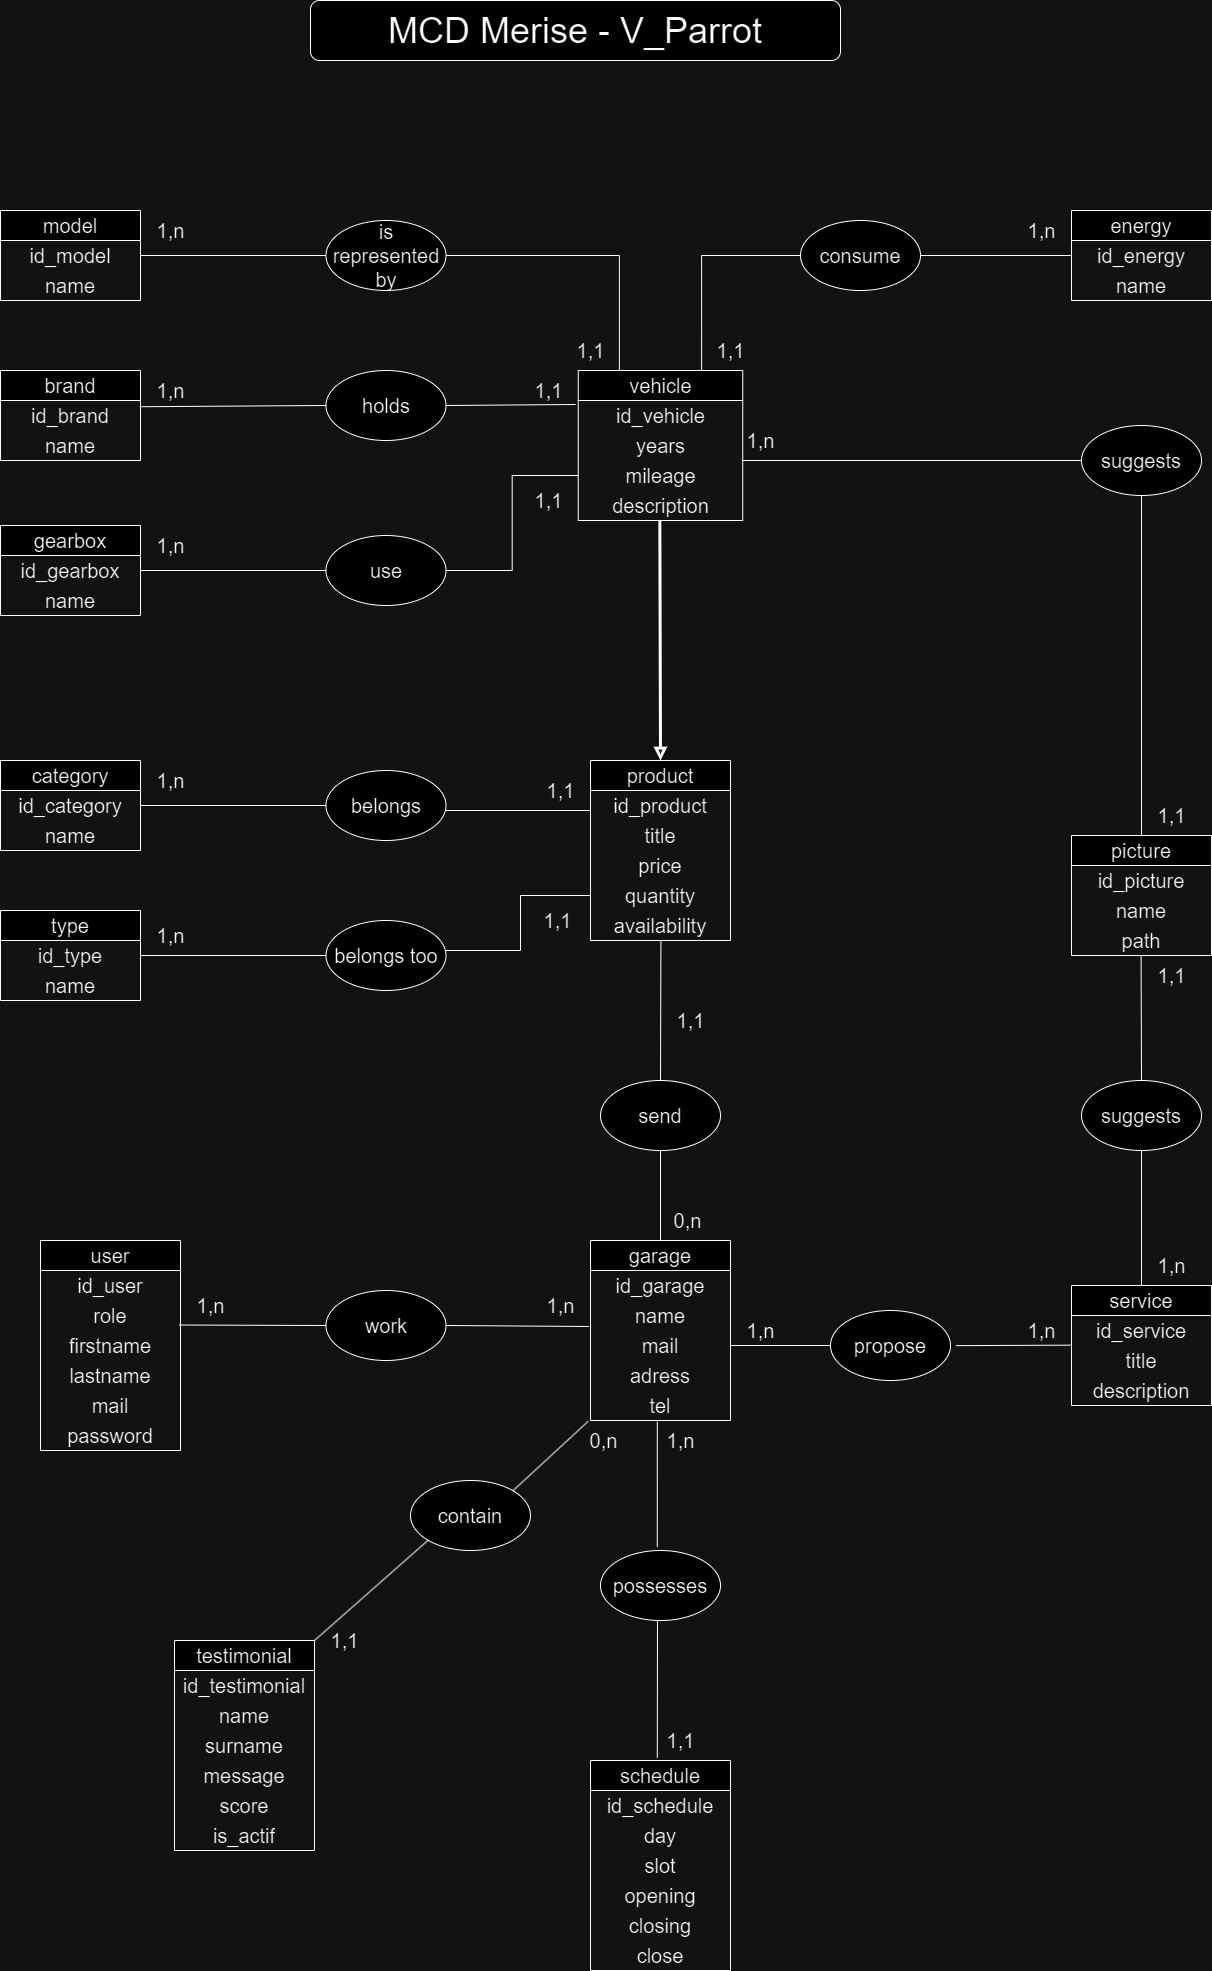 MCD Merise - V_Parrot
model
id_model
name
1,n
is
represented
by
1,1
consume
1,1
1,n
energy
id_energy
name
brand
id_brand
name
1,n
holds
1,1
vehicle
id_vehicle
years
mileage
description
1,n
suggests
gearbox
id_gearbox
name
1,n
use
1,1
category
id_category
name
1,n
belongs
1,1
product
id_product
title
price
quantity
availability
1,1
picture
id_picture
name
path
1,1
type
id_type
name
1,n
belongs too
1,1
1,1
send
0,n
suggests
1,n
user
id_user
role
firstname
lastname
mail
password
1,n
work
1,n
garage
id_garage
name
mail
adress
tel
1,n
propose
1,n
service
id_service
title
description
0,n
1,n
contain
possesses
1,1
testimonial
id_testimonial
name
surname
message
score
is_actif
1,1
schedule
id_schedule
day
slot
opening
closing
close